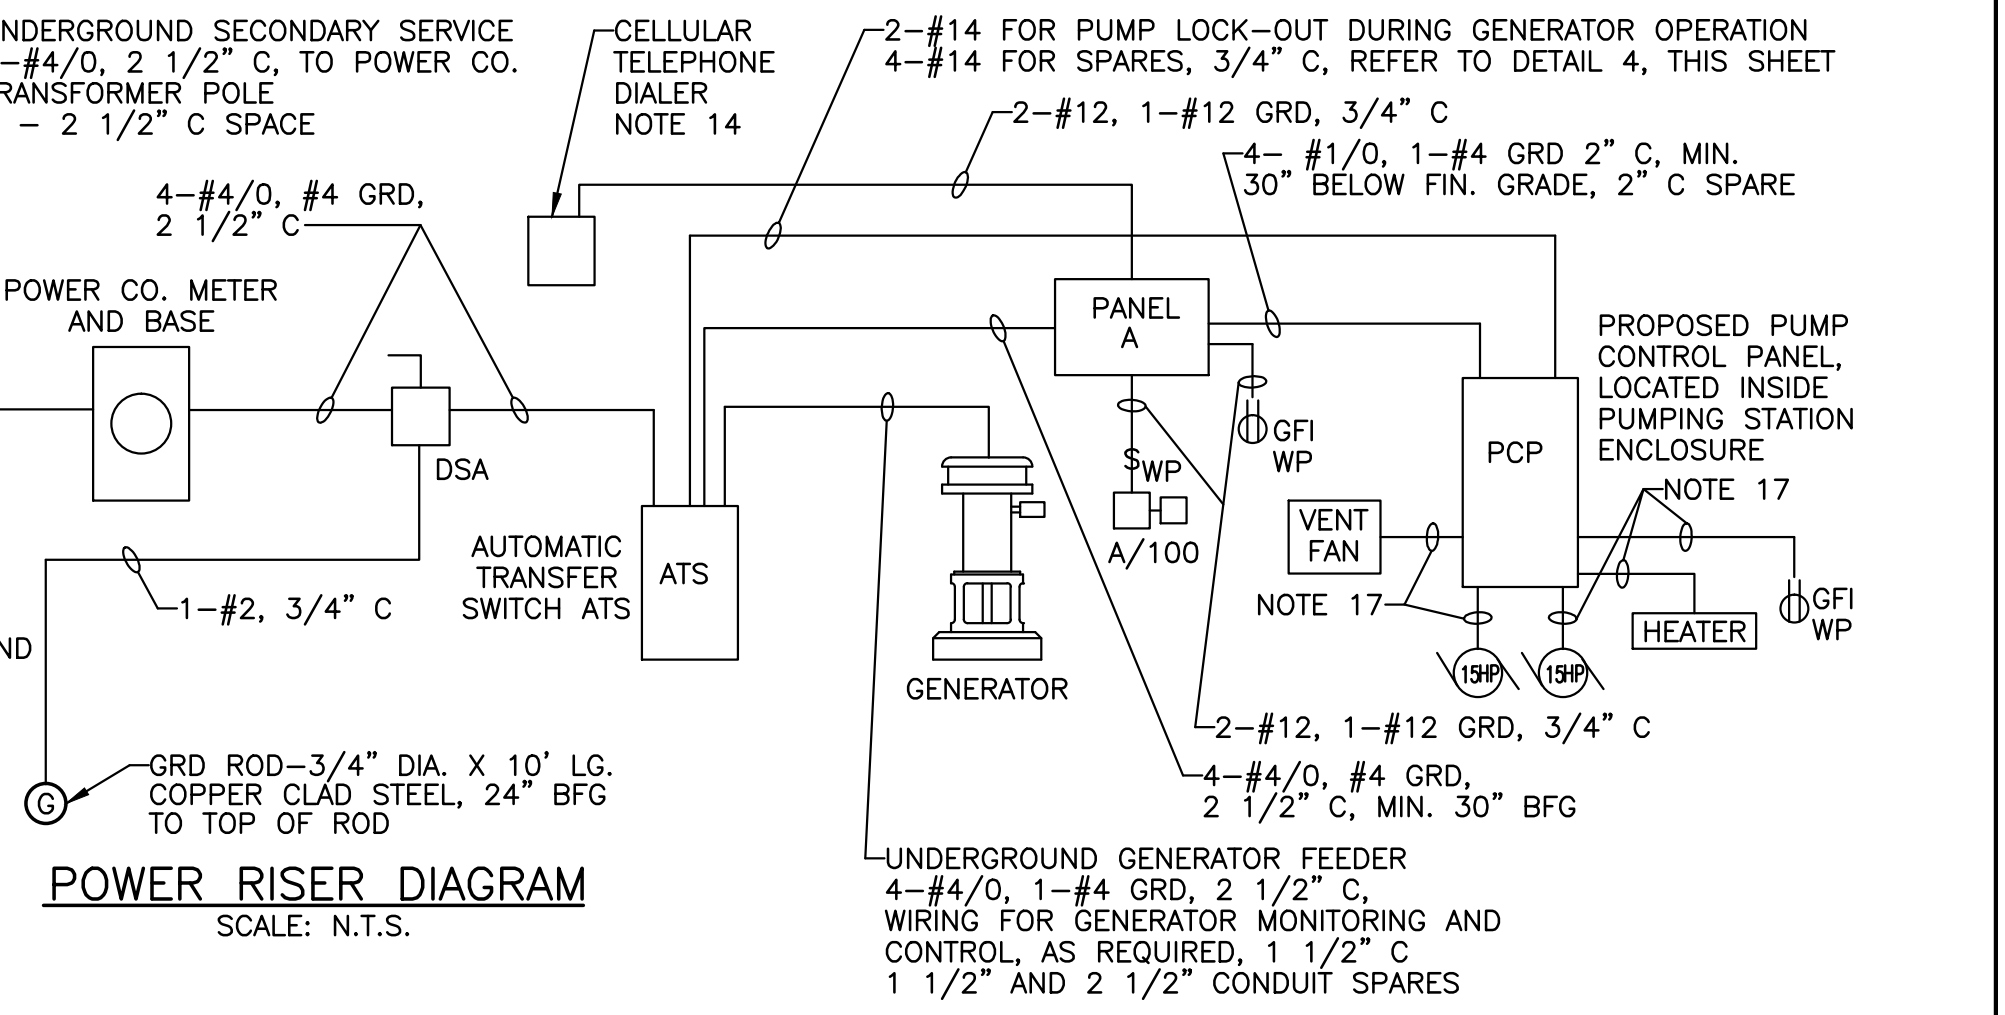 NDERGROUND SECONDARY SERVICE
-#4/0, 2 1/2" C, TO POWER CO.
RANSFORMER POLE
- 2 1/2" C SPACE
CELLULAR
TELEPHONE
DIALER
NOTE 14
2-#14 FOR PUMP LOCK-OUT DURING GENERATOR OPERATION
4-#14 FOR SPARES, 3/4" C, REFER TO DETAIL 4, THIS SHEET
2-#12, 1-#12 GRD, 3/4" C
4- #1/0, 1-#4 GRD 2" C, MIN.
30" BELOW FIN. GRADE, 2" C SPARE
4-#4/0, #4 GRD,
2 1/2" C
POWER CO. METER
AND BASE
DSA
PANEL
A
PROPOSED PUMP
CONTROL PANEL,
LOCATED INSIDE
PUMPING STATION
ENCLOSURE
GFI
WP
PCP
S WP
NOTE 17
VENT
FAN
A/100
AUTOMATIC
TRANSFER
SWITCH ATS
ATS
1-#2, 3/4" C
NOTE 17
GFI
WP
HEATER
ND
15HP
15HP
GENERATOR
2-#12, 1-#12 GRD, 3/4" C
4-#4/0, #4 GRD,
2 1/2" C, MIN. 30" BFG
G
GRD ROD-3/4" DIA. X 10' LG.
COPPER CLAD STEEL, 24" BFG
TO TOP OF ROD
POWER RISER DIAGRAM
SCALE: N.T.S.
UNDERGROUND GENERATOR FEEDER
4-#4/0, 1-#4 GRD, 2 1/2" C,
WIRING FOR GENERATOR MONITORING AND
CONTROL, AS REQUIRED, 1 1/2" C
1 1/2" AND 2 1/2" CONDUIT SPARES